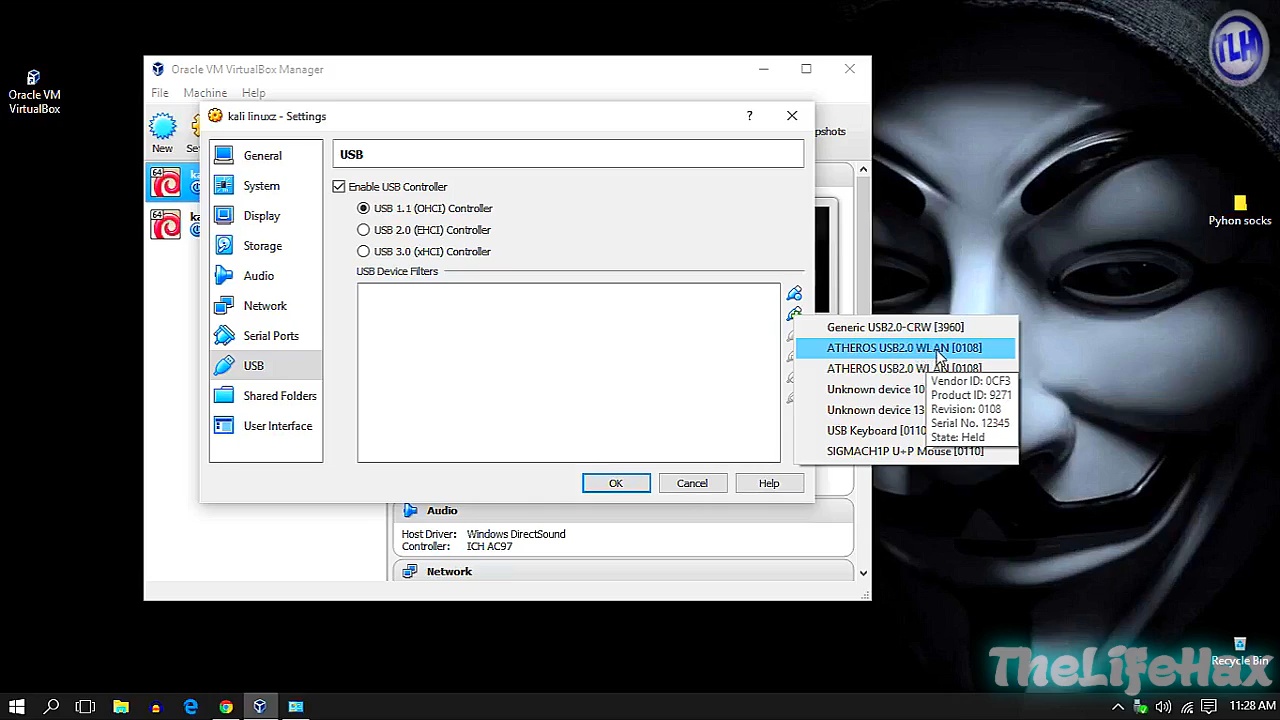 TLH
Oracle VM
VirtualBox
Oracle VM VirtualBox Manager
File Machine Help
New
kali linuxz - Settings
?
General
System
Display
Storage
Audio
Network
Serial Ports
USB
Shared Folders
User Interface
USB
Enable USB Controller
USB 1.1 (OHCI) Controller
USB 2.0 (EHCI) Controller
USB 3.0 (xHCI) Controller
USB Device Filters
OK Cancel Help
64
64
Generic USB2.0-CRW [3960]
ATHEROS USB2.0 WLAN [0108]
ATHEROS USB2.0 WLAN [0108]
Unknown device 10
Unknown device 13
USB Keyboard [0110
SIGMACH1P U+P Mouse [0110]
Vendor ID: 0CF3
Product ID: 9271
Revision: 0108
Serial No. 12345
State: Held
Audio
Host Driver: Windows DirectSound
Controller: ICH AC97
Network
Pyhon socks
Recycle Bin
TheLifeHax
11:28 AM